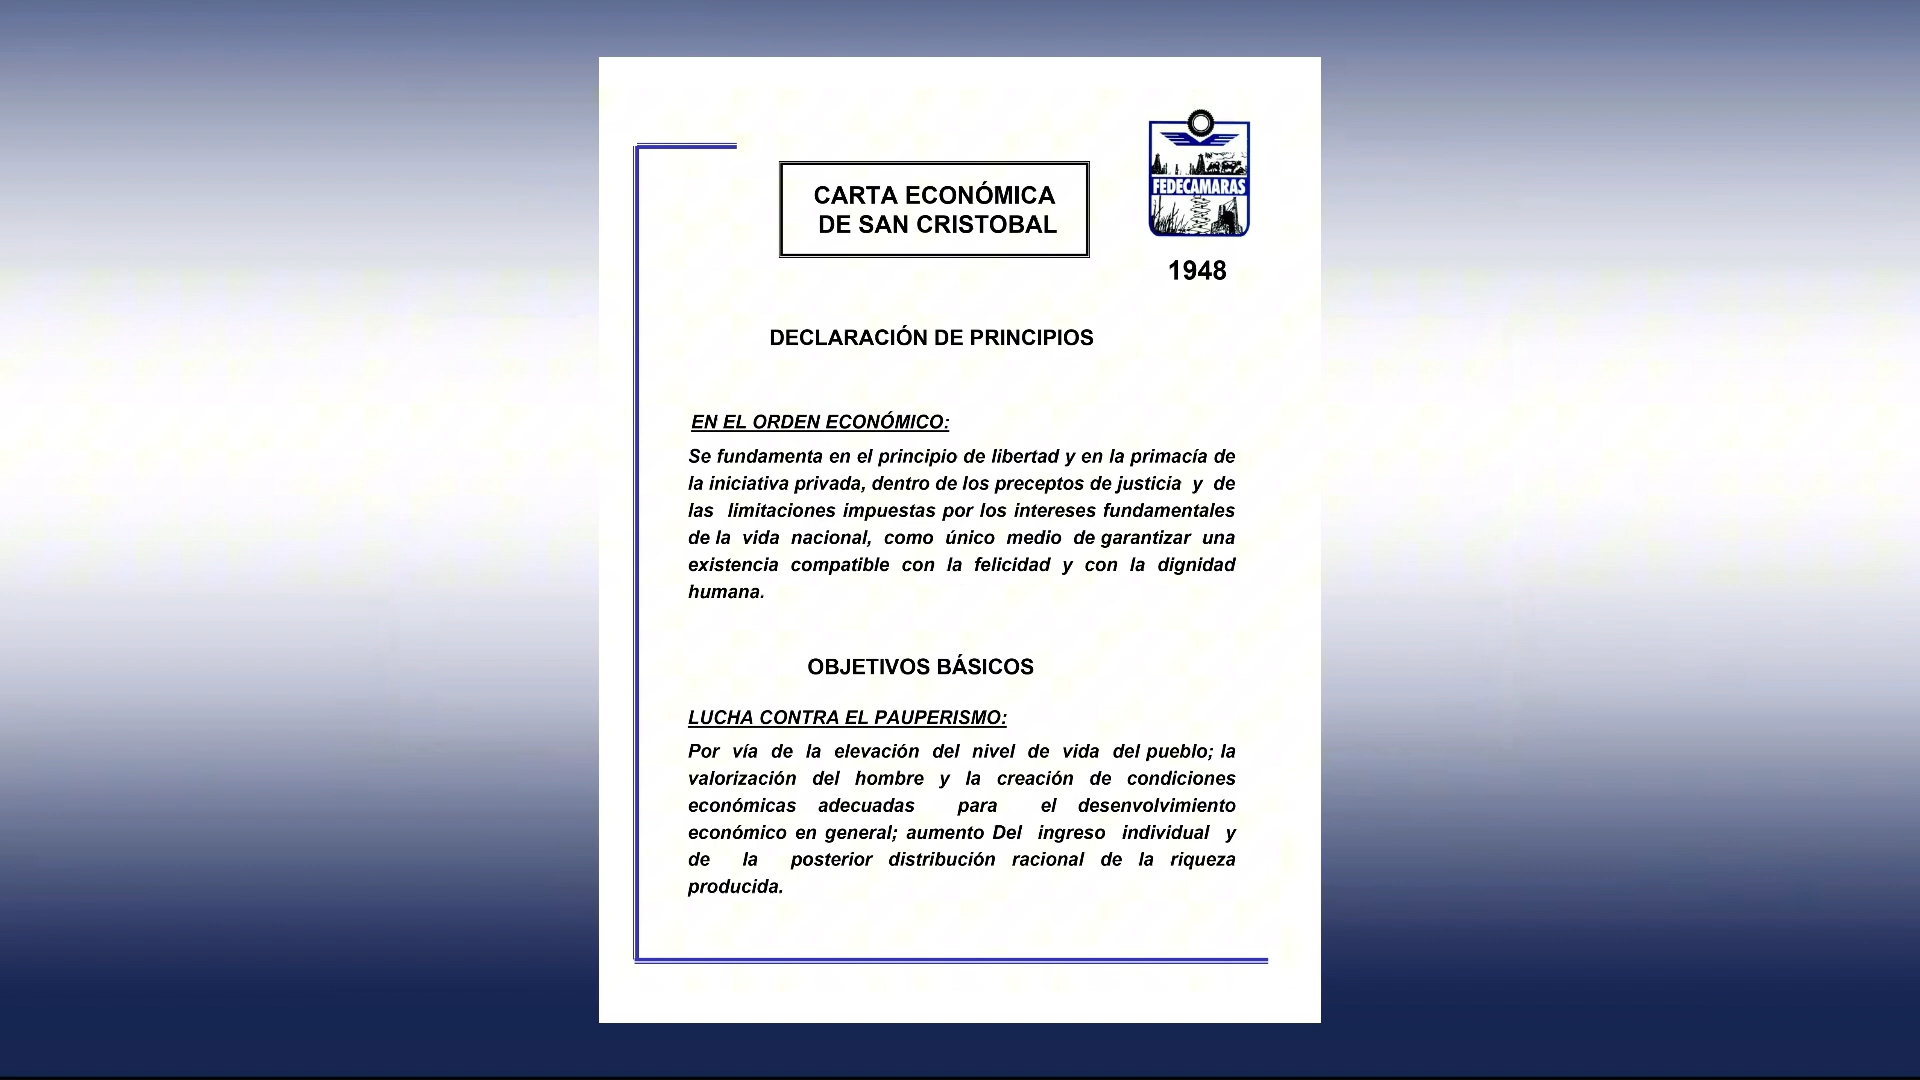 CARTA ECONÓMICA
DE SAN CRISTOBAL
FEDECAMARAS
1948
DECLARACIÓN DE PRINCIPIOS
EN EL ORDEN ECONÓMICO:
Se fundamenta en el principio de libertad y en la primacía de
la iniciativa privada, dentro de los preceptos de justicia y de
las limitaciones impuestas por los intereses fundamentales
de la vida nacional, como único medio de garantizar una
existencia compatible con la felicidad y con la dignidad
humana.
OBJETIVOS BÁSICOS
LUCHA CONTRA EL PAUPERISMO:
Por vía de la elevación del nivel de vida del pueblo; la
valorización del hombre y la creación de condiciones
económicas adecuadas para el desenvolvimiento
económico en general; aumento Del ingreso individual y
de la posterior distribución racional de la riqueza
producida.